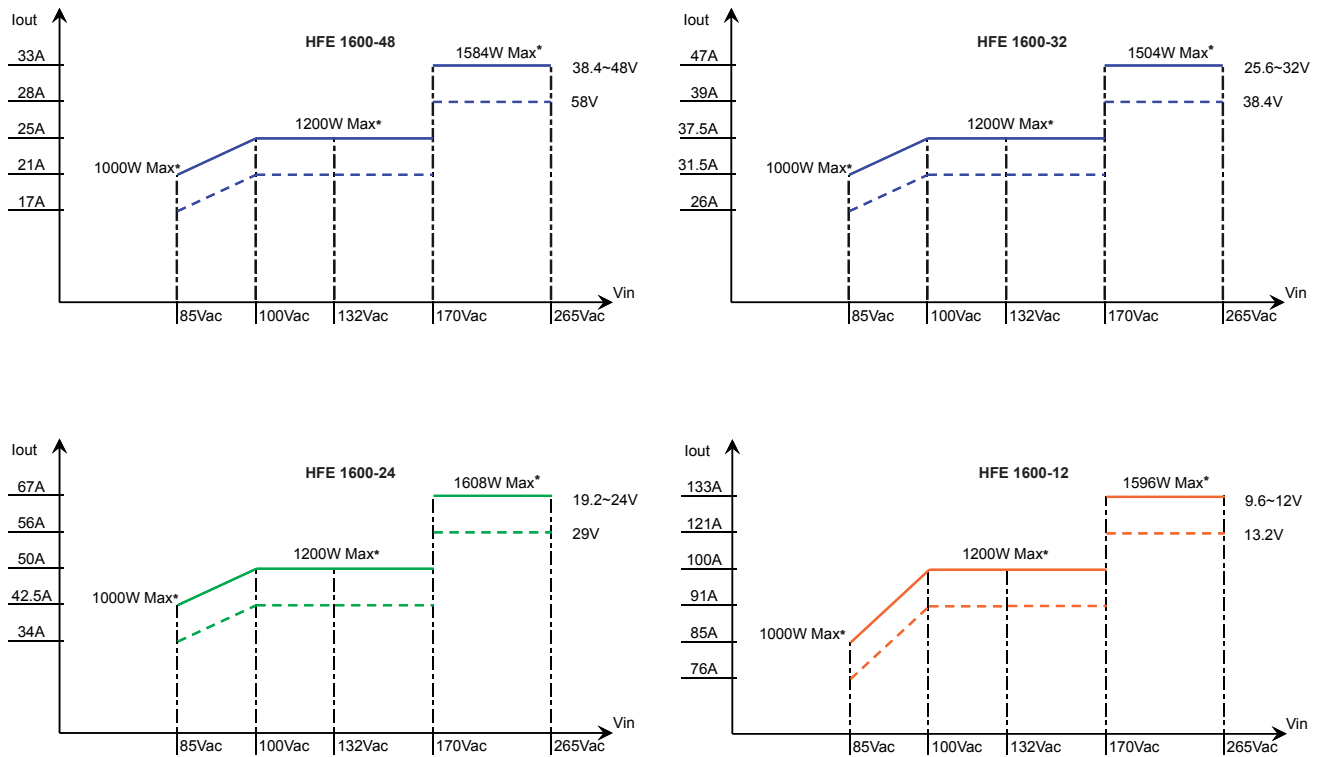 Iout
HFE 1600-48
33A
1584W Max*
38.4~48V
28A
58V
25A
1200W Max*
21A
1000W Max*
17A
Vin
85Vac
100Vac
132Vac
170Vac
265Vac
Iout
HFE 1600-32
47A
1504W Max*
25.6~32V
39A
38.4V
37.5A
1200W Max*
31.5A
1000W Max*
26A
Vin
85Vac
100Vac
132Vac
170Vac
265Vac
Iout
HFE 1600-24
67A
1608W Max*
19.2~24V
56A
29V
50A
1200W Max*
42.5A
1000W Max*
34A
Vin
85Vac
100Vac
132Vac
170Vac
265Vac
Iout
HFE 1600-12
133A
1596W Max*
9.6~12V
121A
13.2V
100A
1200W Max*
91A
85A
1000W Max*
76A
Vin
85Vac
100Vac
132Vac
170Vac
265Vac